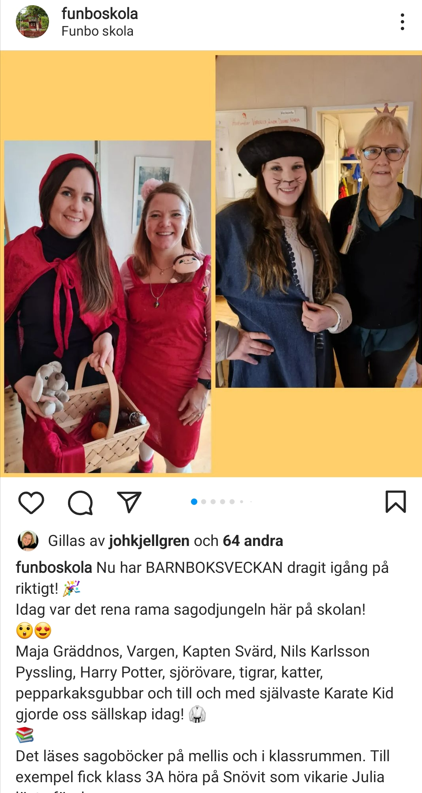 funboskola
Funbo skola
Gillas av johkjellgren och 64 andra
funboskola Nu har BARNBOKSVECKAN dragit igång på
riktigt! 🎉
Idag var det rena rama sagodjungeln här på skolan!
😲😍
Maja Gräddnos, Vargen, Kapten Svärd, Nils Karlsson
Pyssling, Harry Potter, sjörövare, tigrar, katter,
pepparkaksgubbar och till och med självaste Karate Kid
gjorde oss sällskap idag! 🥋
📚
Det läses sagoböcker på mellis och i klassrummen. Till
exempel fick klass 3A höra på Snövit som vikarie Julia